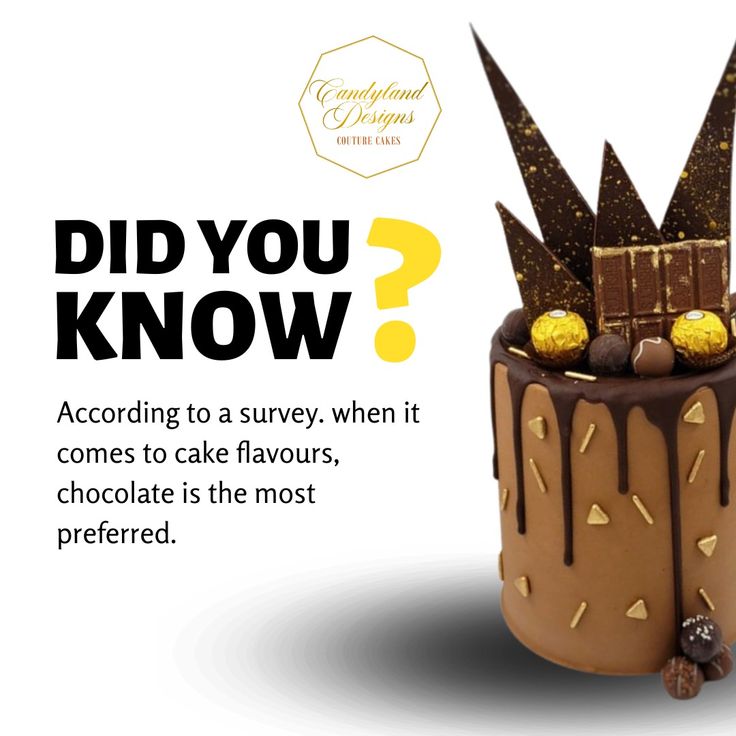 Candyland
Designs
COUTURE CAKES
DID YOU
KNOW?
According to a survey. when it
comes to cake flavours,
chocolate is the most
preferred.